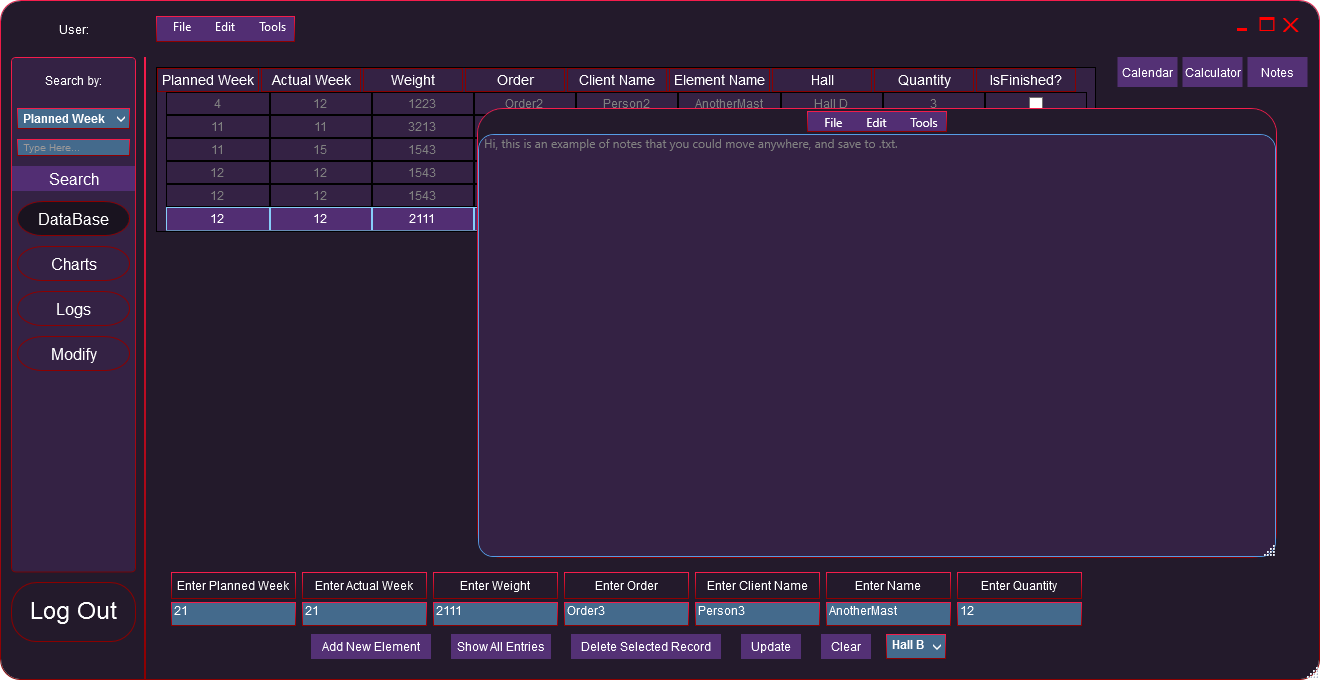 User:
File Edit Tools
Search by:
Planned Week
Type Here...
Search
DataBase
Charts
Logs
Modify
Log Out
Calendar Calculator Notes
Planned Week Actual Week Weight Order Client Name Element Name Hall Quantity IsFinished?
4 12 1223 Order2 Person2 AnotherMast Hall D 3
11 11 3213
11 15 1543
12 12 1543
12 12 1543
12 12 2111
File Edit Tools
Hi, this is an example of notes that you could move anywhere, and save to .txt.
Enter Planned Week Enter Actual Week Enter Weight Enter Order Enter Client Name Enter Name Enter Quantity
21 21 2111 Order3 Person3 AnotherMast 12
Add New Element Show All Entries Delete Selected Record Update Clear Hall B